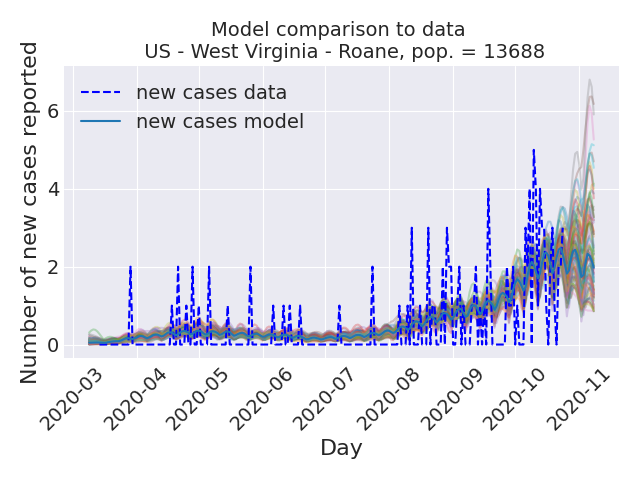 Model comparison to data
US - West Virginia - Roane, pop. = 13688
Number of new cases reported
6
4
2
0
new cases data
new cases model
2020-03
2020-04
2020-05
2020-06
2020-07
2020-08
2020-09
2020-10
2020-11
Day